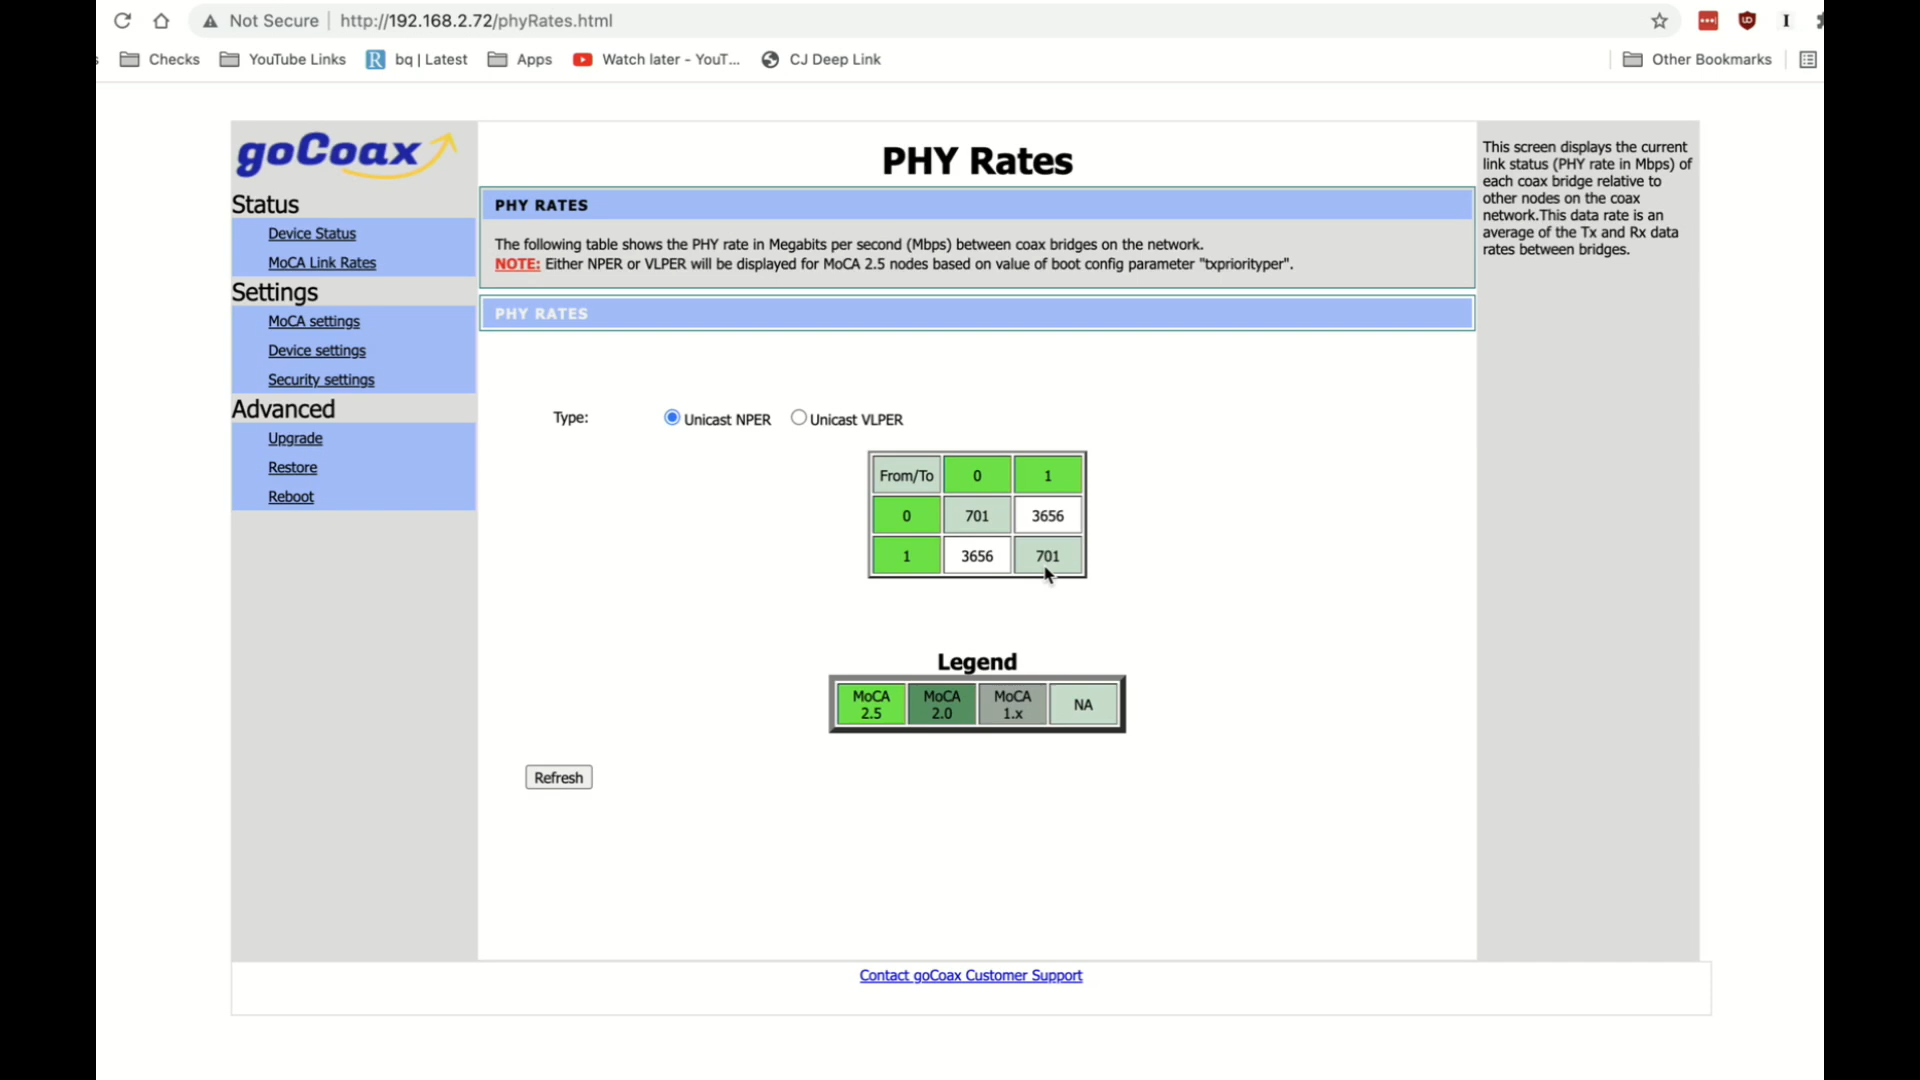 Not Secure | http://192.168.2.72/phyRates.html
Checks YouTube Links R bq | Latest Apps Watch later - YouT... CJ Deep Link Other Bookmarks
goCoax
Status
Device Status
MoCA Link Rates
Settings
MoCA settings
Device settings
Security settings
Advanced
Upgrade
Restore
Reboot
PHY Rates
PHY RATES
The following table shows the PHY rate in Megabits per second (Mbps) between coax bridges on the network.
NOTE: Either NPER or VLPER will be displayed for MoCA 2.5 nodes based on value of boot config parameter "txpriorityper".
PHY RATES
Type: Unicast NPER Unicast VLPER
From/To 0 1
0 701 3656
1 3656 701
Legend
MoCA 2.5 MoCA 2.0 MoCA 1.x NA
Refresh
This screen displays the current
link status (PHY rate in Mbps) of
each coax bridge relative to
other nodes on the coax
network.This data rate is an
average of the Tx and Rx data
rates between bridges.
Contact goCoax Customer Support